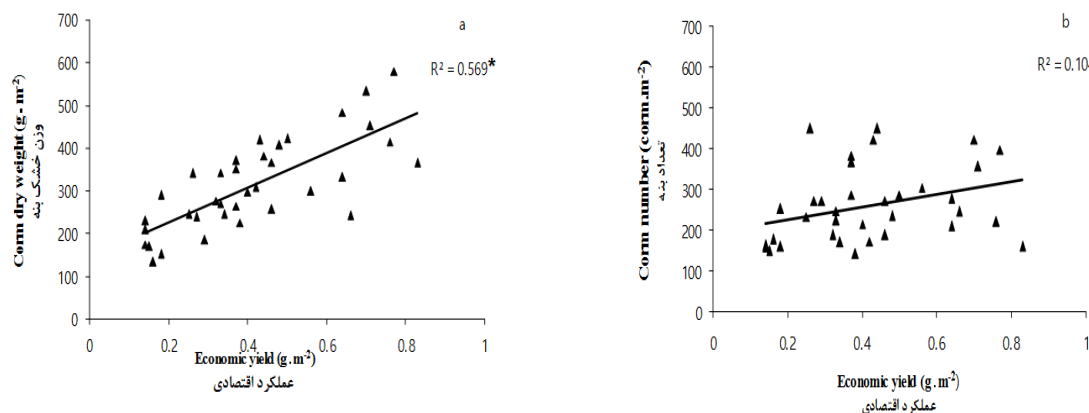 a
R² = 0.569*
700
600
500
400
300
200
100
0
0
0.2
0.4
0.6
0.8
1
Corm dry weight (g - m⁻²)
وزن خشک بنه
Economic yield (g . m⁻²)
عملکرد اقتصادی
b
R² = 0.10
700
600
500
400
300
200
100
0
0
0.2
0.4
0.6
0.8
1
Corm number (corm.m⁻²)
تعداد بنه
Economic yield (g . m⁻²)
عملکرد اقتصادی